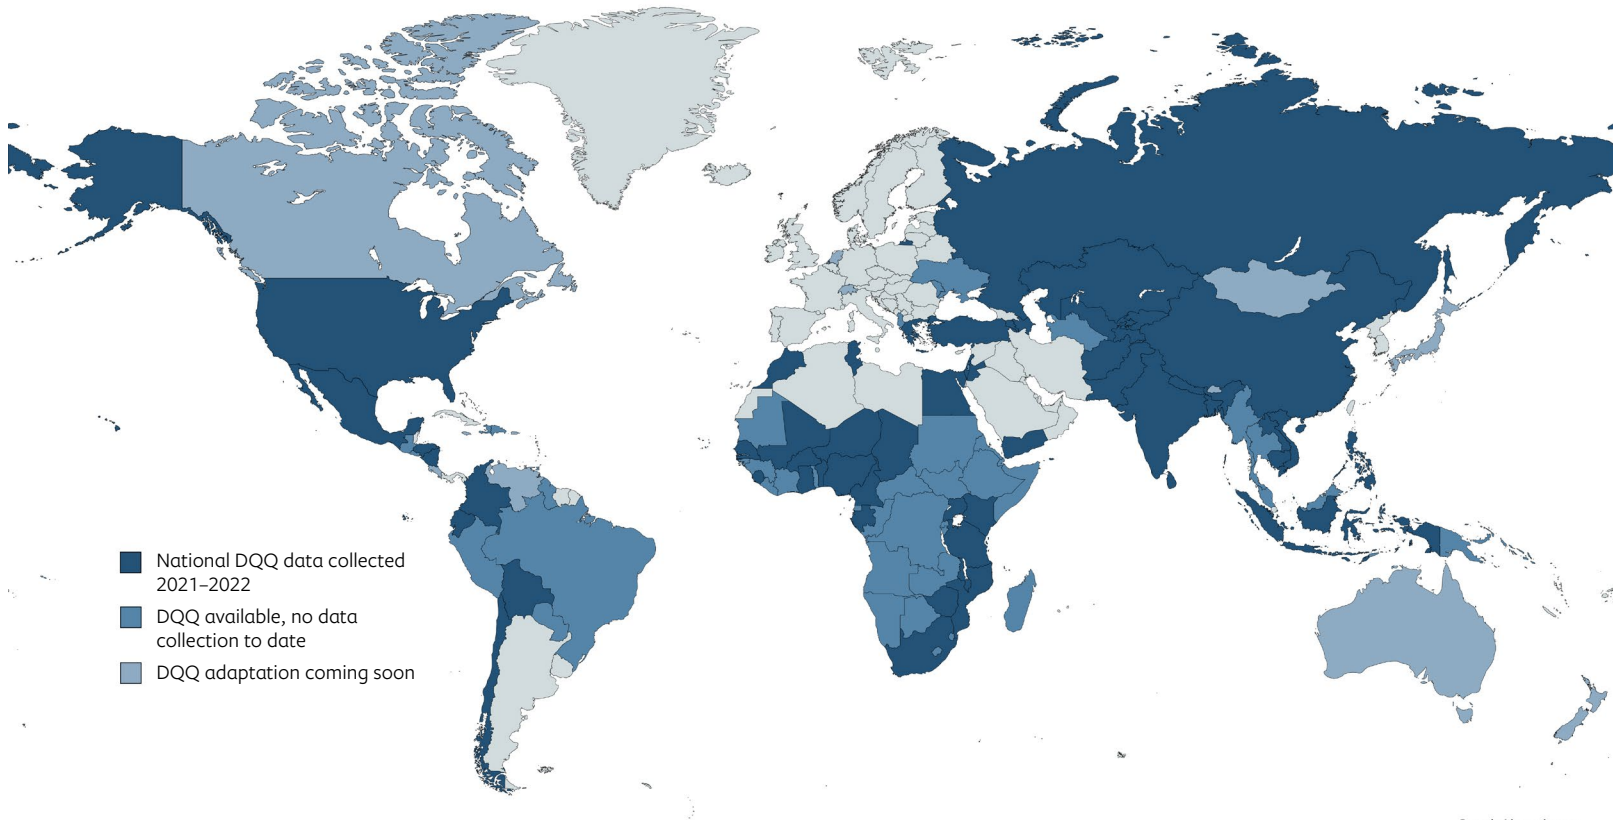 National DQQ data collected
2021–2022
DQQ available, no data
collection to date
DQQ adaptation coming soon